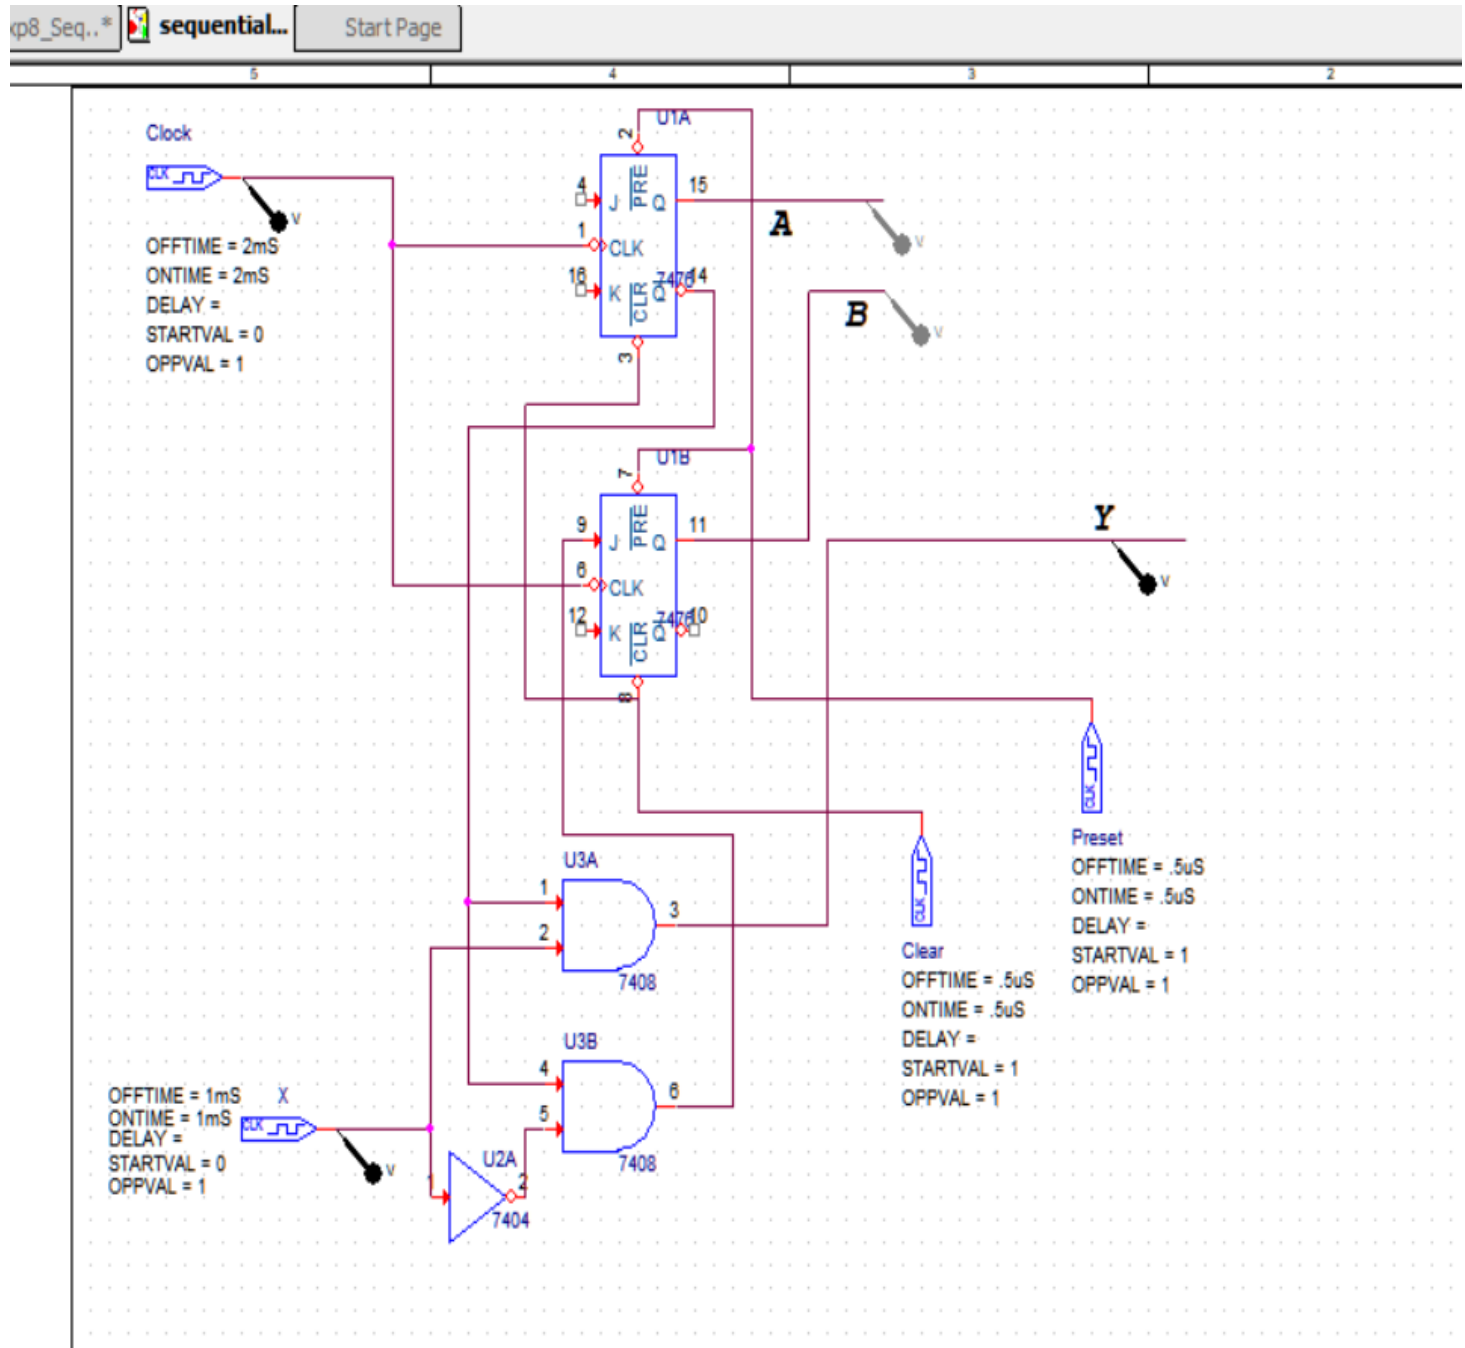 xp8_Seq..*
sequential...
Start Page
5 4 3 2
Clock
CLK
OFFTIME = 2mS
ONTIME = 2mS
DELAY =
STARTVAL = 0
OPPVAL = 1
U1A
2
4 J PRE Q 15
A
1 CLK
7476
16 K CLR Q 14
3
V
V
B
V
U1B
7
9 J PRE Q 11
6 CLK
7476
12 K CLR Q 10
8
Y
V
CLK
Preset
OFFTIME = .5uS
ONTIME = .5uS
DELAY =
STARTVAL = 1
OPPVAL = 1
CLK
Clear
OFFTIME = .5uS
ONTIME = .5uS
DELAY =
STARTVAL = 1
OPPVAL = 1
U3A
1
2
3
7408
U3B
4
5
6
7408
X
CLK
OFFTIME = 1mS
ONTIME = 1mS
DELAY =
STARTVAL = 0
OPPVAL = 1
V
U2A
1 2
7404